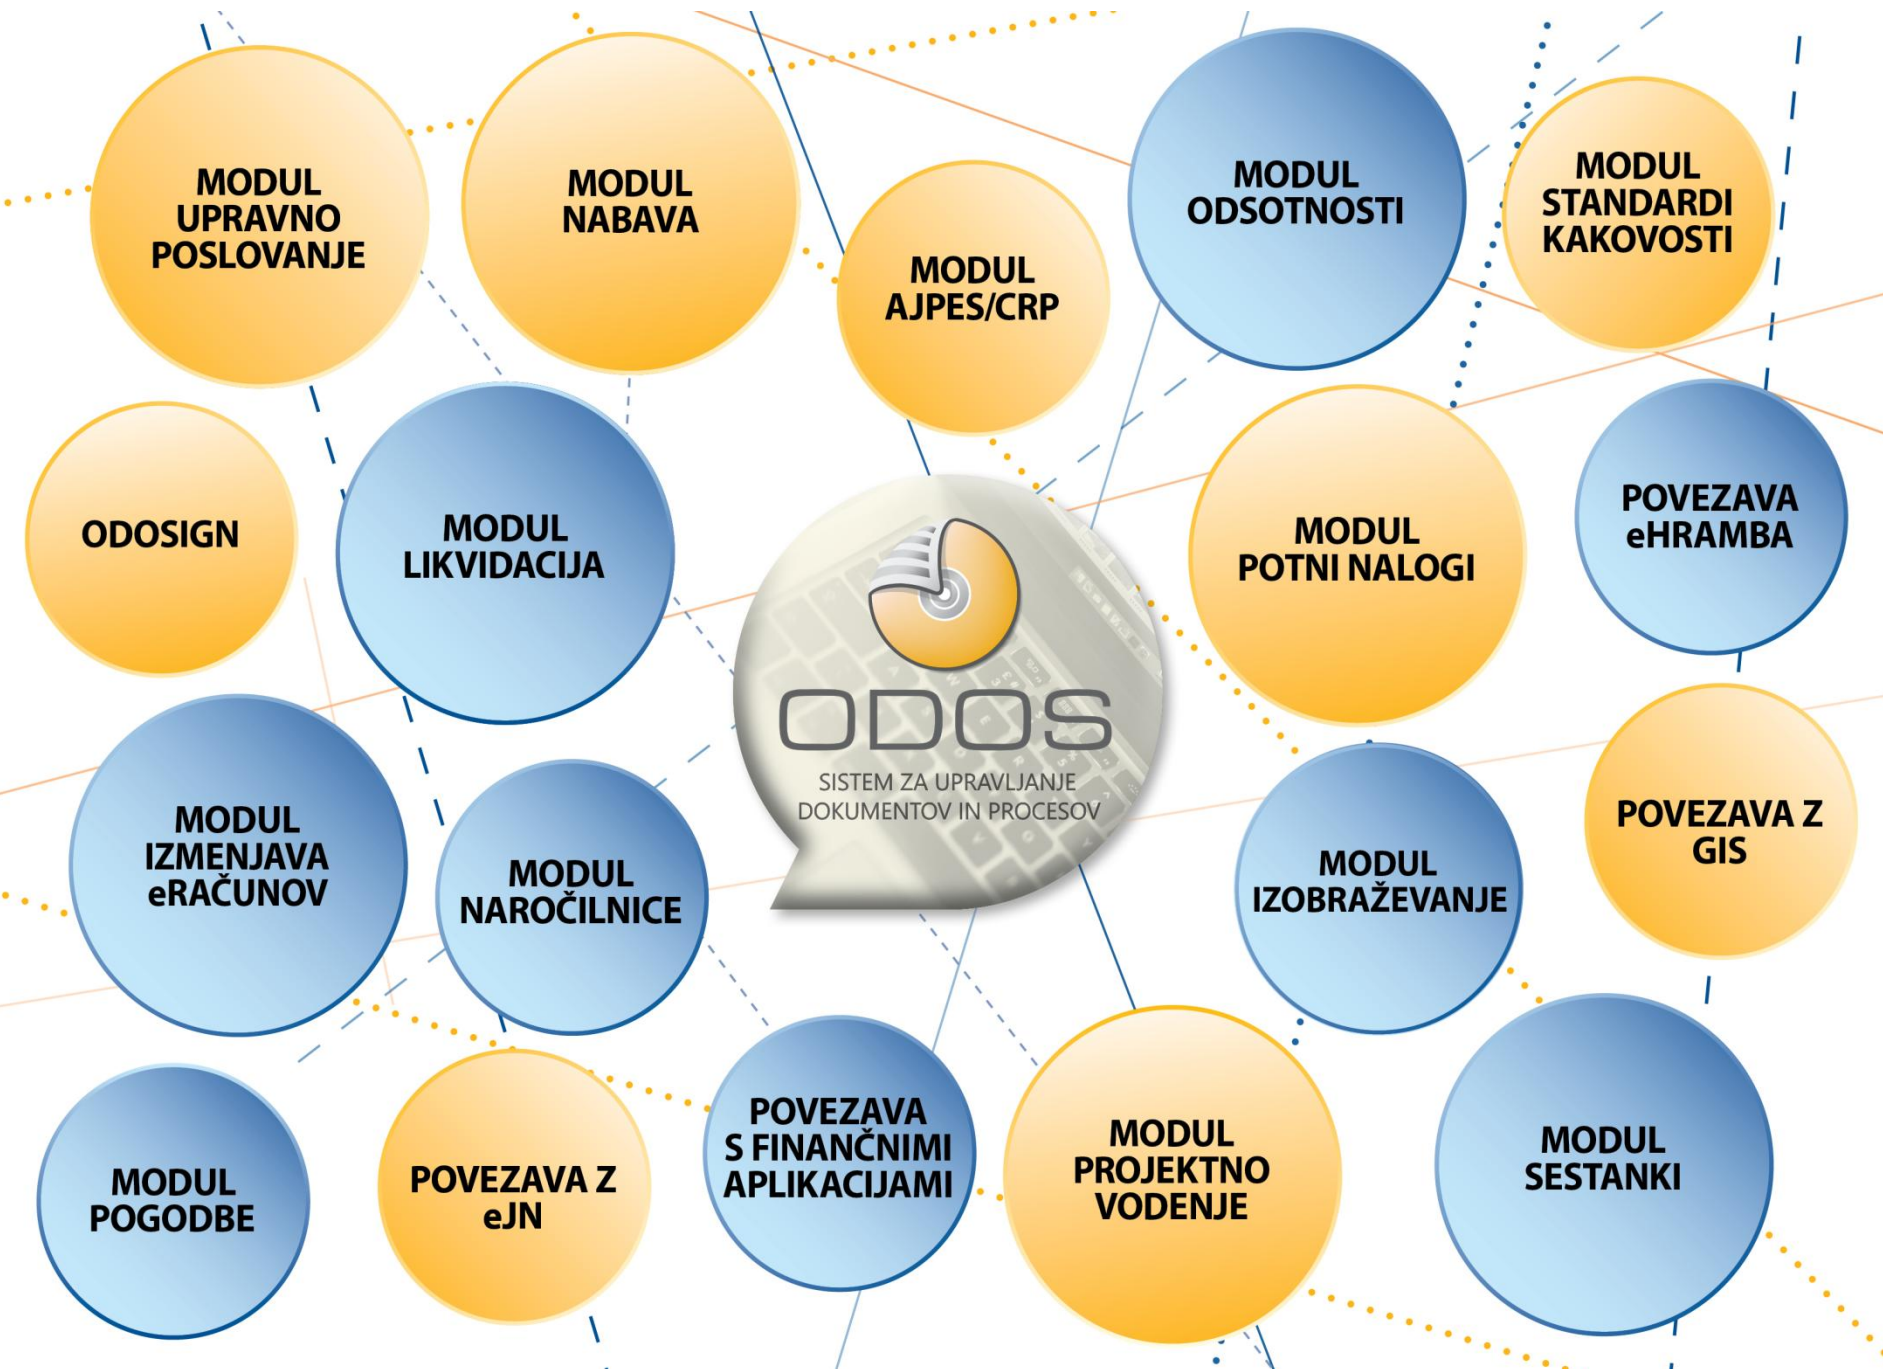 MODUL
UPRAVNO
POSLOVANJE
MODUL
NABAVA
MODUL
AJPES/CRP
MODUL
ODSOTNOSTI
MODUL
STANDARDI
KAKOVOSTI
ODOSIGN
MODUL
LIKVIDACIJA
MODUL
POTNI NALOGI
POVEZAVA
eHRAMBA
ODOS
SISTEM ZA UPRAVLJANJE
DOKUMENTOV IN PROCESOV
MODUL
IZMENJAVA
eRAČUNOV
MODUL
NAROČILNICE
MODUL
IZOBRAŽEVANJE
POVEZAVA Z
GIS
MODUL
POGODBE
POVEZAVA Z
eJN
POVEZAVA
S FINANČNIMI
APLIKACIJAMI
MODUL
PROJEKTNO
VODENJE
MODUL
SESTANKI